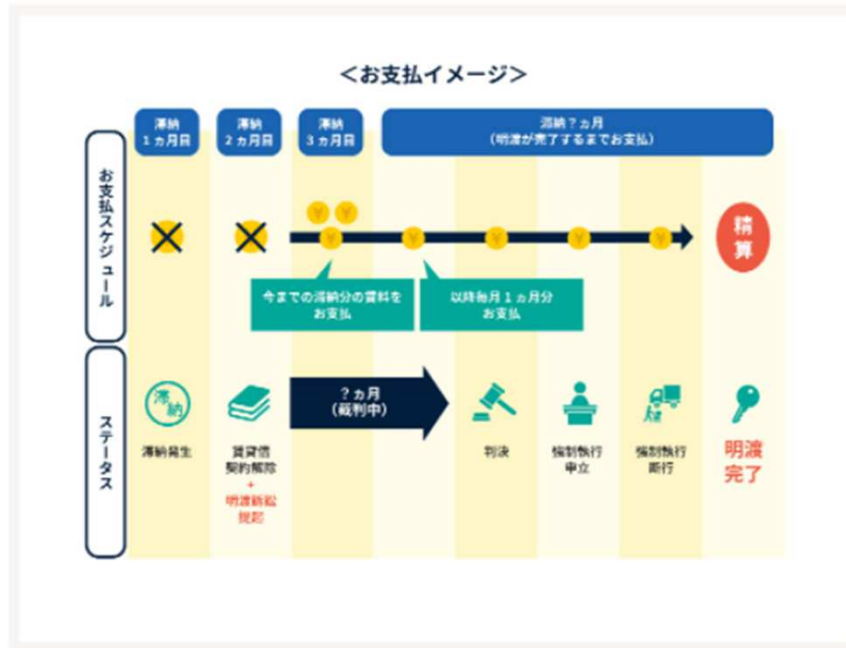 ＜お支払イメージ＞
滞納
1ヵ月目
滞納
2ヵ月目
滞納
3ヵ月目
滞納？ヵ月
（明渡が完了するまでお支払）
お支払スケジュール
精
算
今までの滞納分の賃料を
お支払
以降毎月1ヵ月分
お支払
ステータス
滞
納
滞納発生
賃貸借
契約解除
+
明渡訴訟
提起
？ヵ月
（裁判中）
判決
強制執行
申立
強制執行
断行
明渡
完了